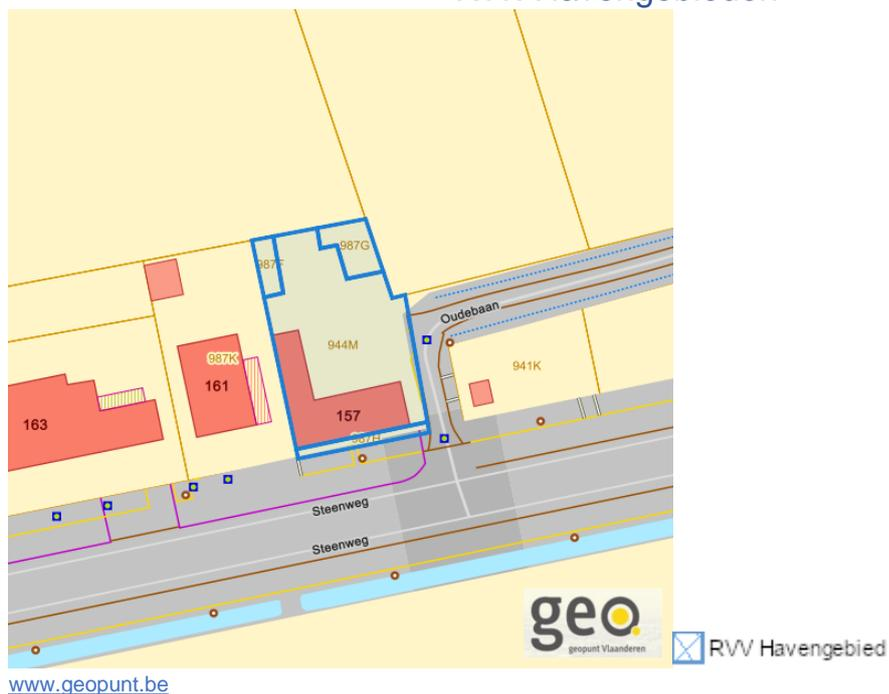 987F
987G
Oudebaan
944M
987K
161
941K
163
157
987H
Steenweg
Steenweg
geo
geopunt Vlaanderen
RVV Havengebied
www.geopunt.be